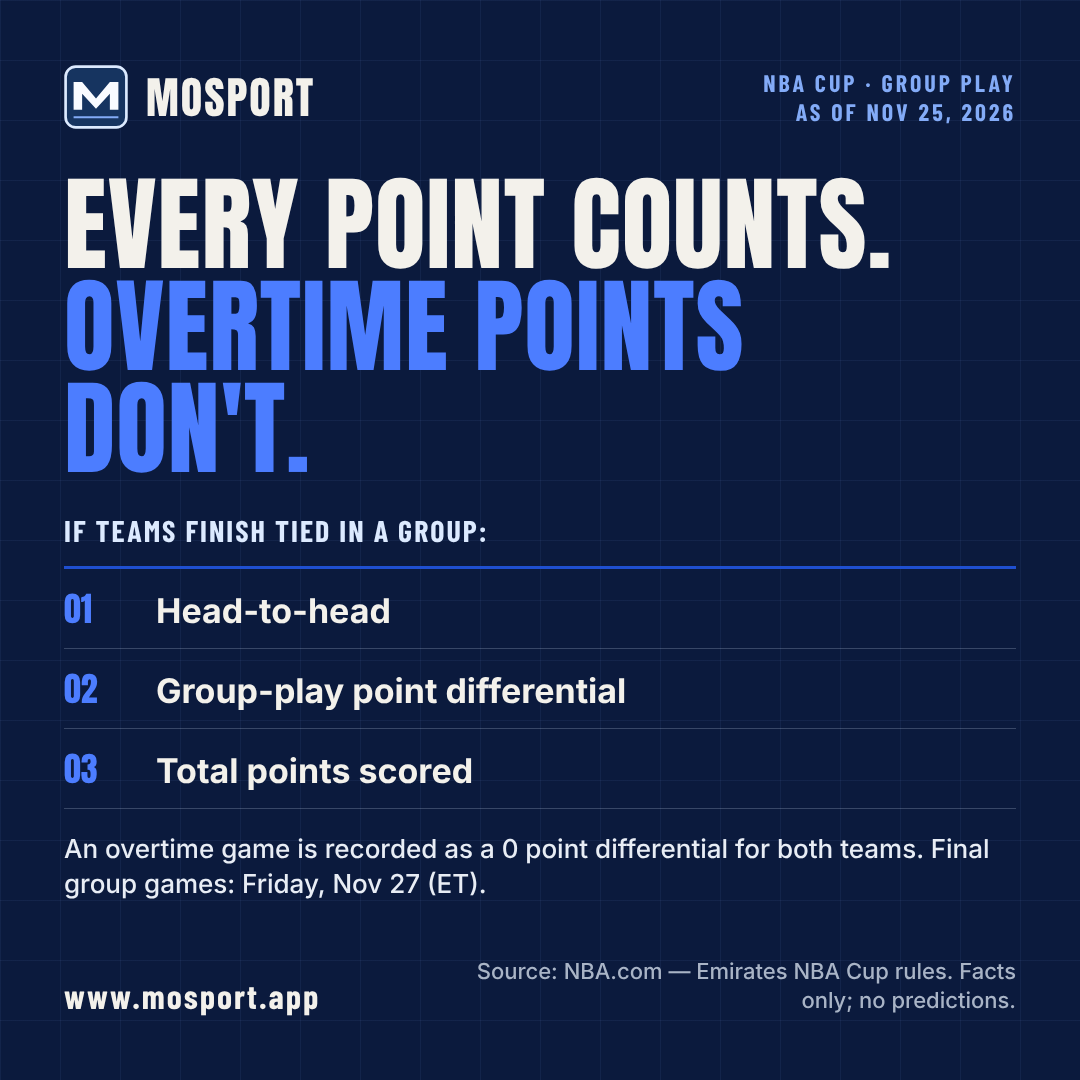 M MOSPORT
NBA CUP · GROUP PLAY
AS OF NOV 25, 2026
EVERY POINT COUNTS.
OVERTIME POINTS
DON'T.
IF TEAMS FINISH TIED IN A GROUP:
01 Head-to-head
02 Group-play point differential
03 Total points scored
An overtime game is recorded as a 0 point differential for both teams. Final
group games: Friday, Nov 27 (ET).
www.mosport.app
Source: NBA.com — Emirates NBA Cup rules. Facts
only; no predictions.